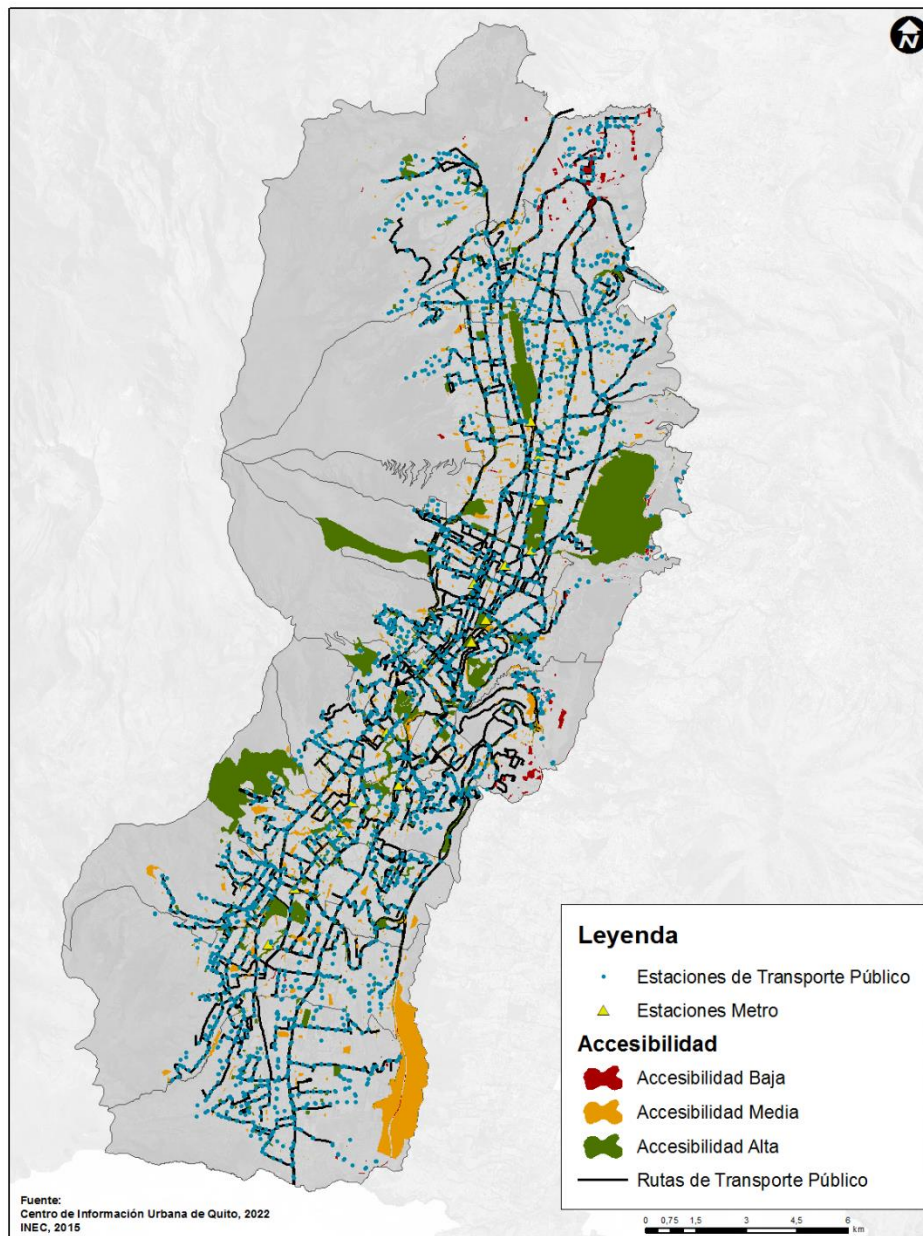 N
Leyenda
Estaciones de Transporte Público
Estaciones Metro
Accesibilidad
Accesibilidad Baja
Accesibilidad Media
Accesibilidad Alta
Rutas de Transporte Público
Fuente:
Centro de Información Urbana de Quito, 2022
INEC, 2015
0 0,75 1,5 3 4,5 6
km